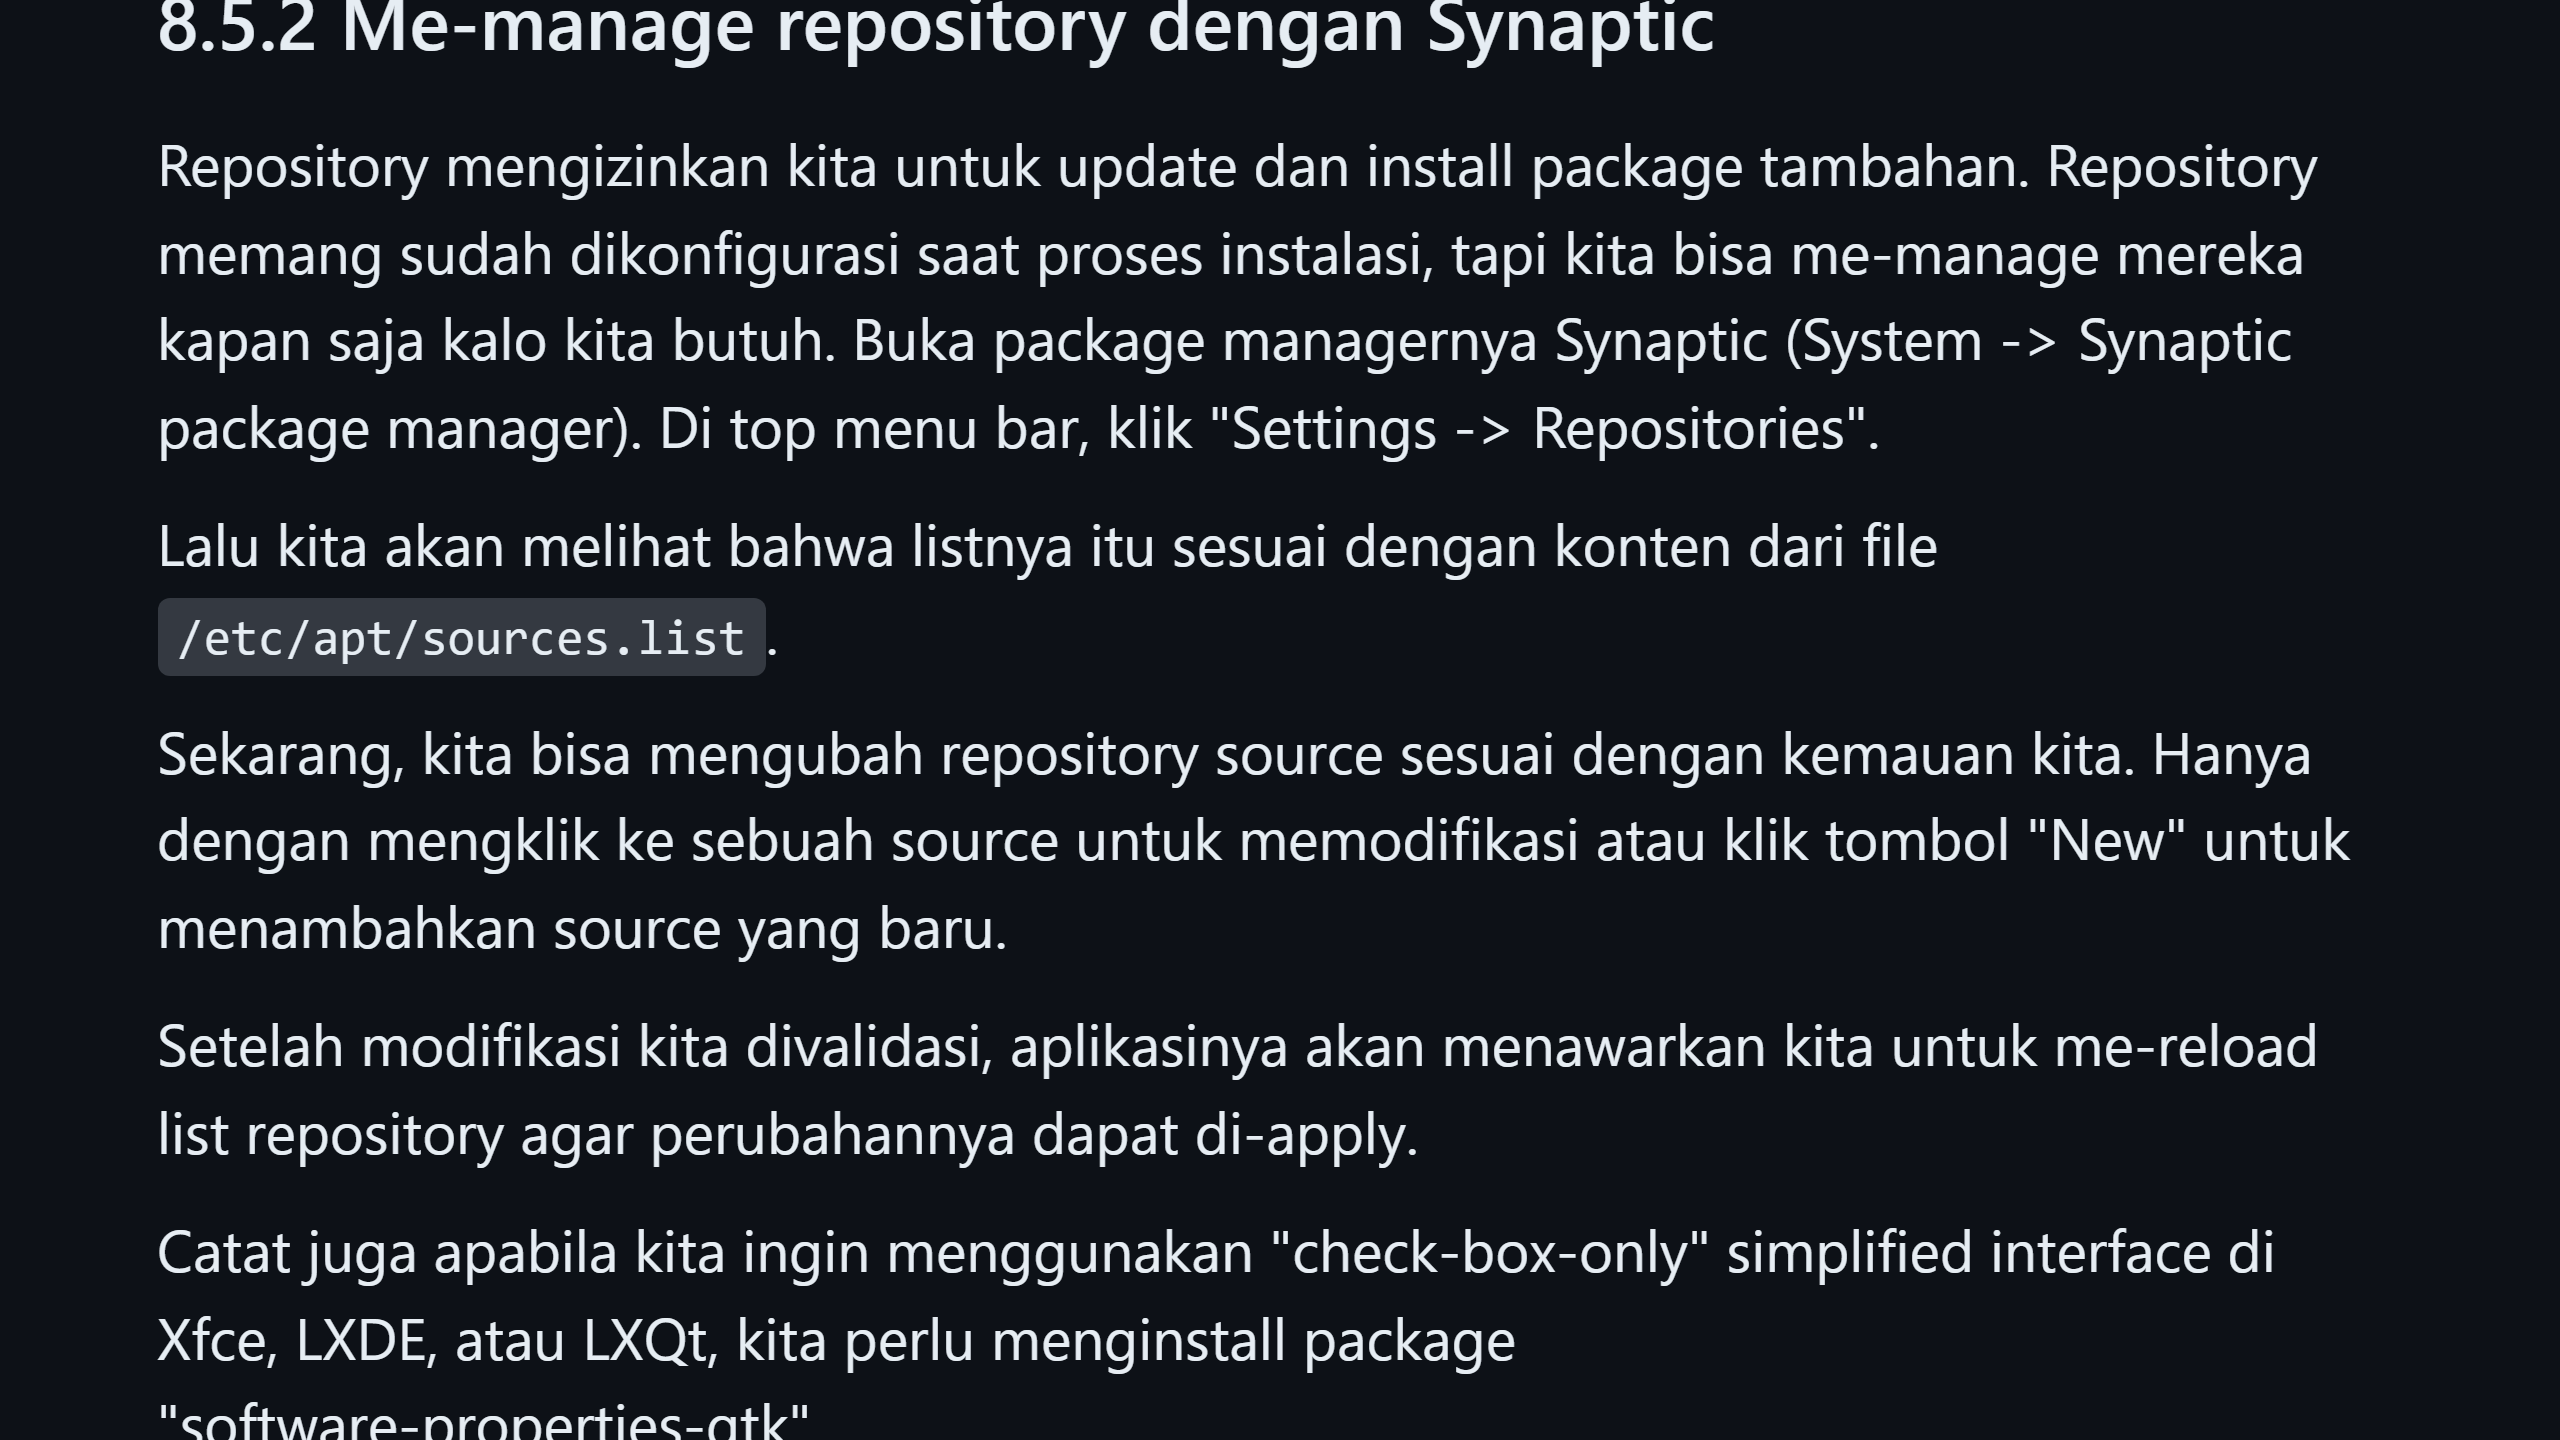 8.5.2 Me-manage repository dengan Synaptic
Repository mengizinkan kita untuk update dan install package tambahan. Repository
memang sudah dikonfigurasi saat proses instalasi, tapi kita bisa me-manage mereka
kapan saja kalo kita butuh. Buka package managernya Synaptic (System -> Synaptic
package manager). Di top menu bar, klik "Settings -> Repositories".
Lalu kita akan melihat bahwa listnya itu sesuai dengan konten dari file
/etc/apt/sources.list.
Sekarang, kita bisa mengubah repository source sesuai dengan kemauan kita. Hanya
dengan mengklik ke sebuah source untuk memodifikasi atau klik tombol "New" untuk
menambahkan source yang baru.
Setelah modifikasi kita divalidasi, aplikasinya akan menawarkan kita untuk me-reload
list repository agar perubahannya dapat di-apply.
Catat juga apabila kita ingin menggunakan "check-box-only" simplified interface di
Xfce, LXDE, atau LXQt, kita perlu menginstall package
"software-properties-gtk"